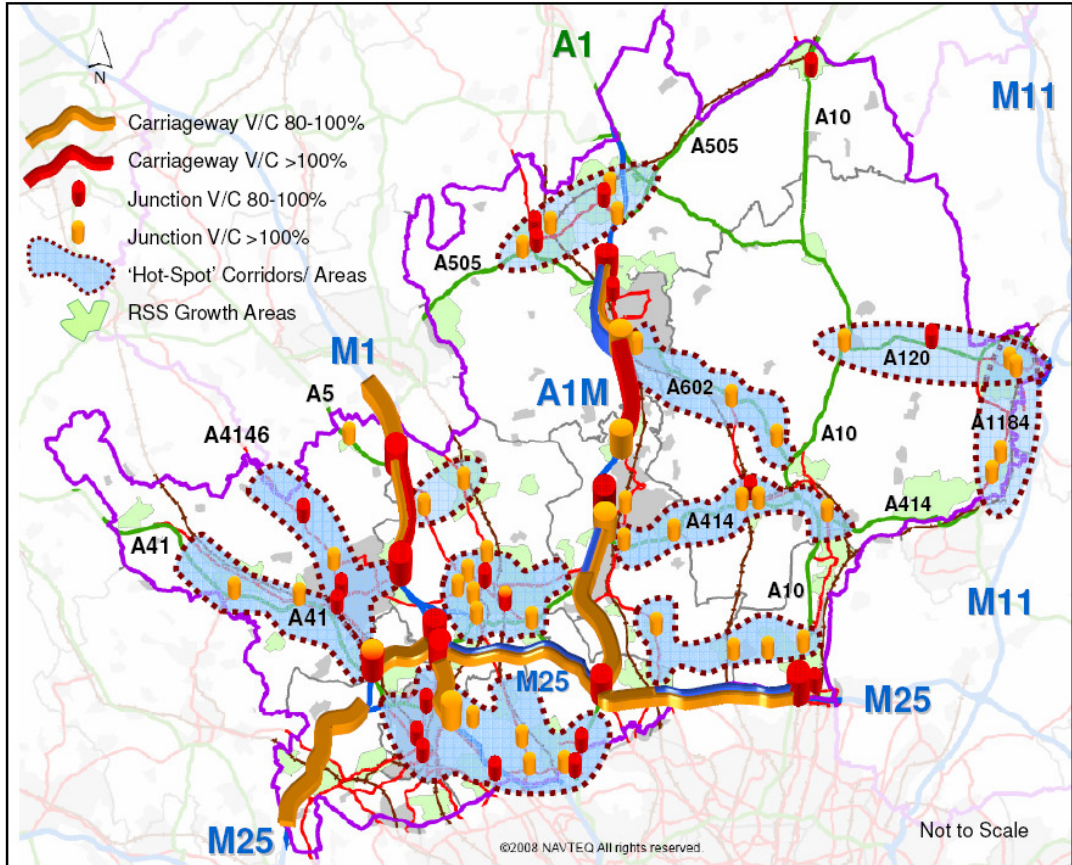 A1
M11
N
A10
Carriageway V/C 80-100%
A505
Carriageway V/C >100%
Junction V/C 80-100%
Junction V/C >100%
'Hot-Spot' Corridors/ Areas
A505
RSS Growth Areas
M1
A120
A5
A602
A1M
A1184
A4146
A10
A414
A414
A41
A10
M11
A41
M25
M25
M25
Not to Scale
©2008 NAVTEQ All rights reserved.